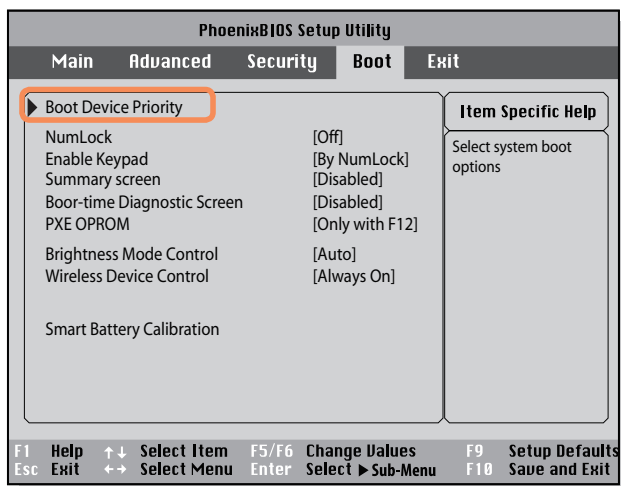 PhoenixBIOS Setup Utility
Main Advanced Security Boot Exit
Boot Device Priority
NumLock [Off]
Enable Keypad [By NumLock]
Summary screen [Disabled]
Boor-time Diagnostic Screen [Disabled]
PXE OPROM [Only with F12]
Brightness Mode Control [Auto]
Wireless Device Control [Always On]
Smart Battery Calibration
Item Specific Help
Select system boot
options
F1 Help ↑↓ Select Item F5/F6 Change Values F9 Setup Defaults
Esc Exit ←→ Select Menu Enter Select ▶Sub-Menu F10 Save and Exit